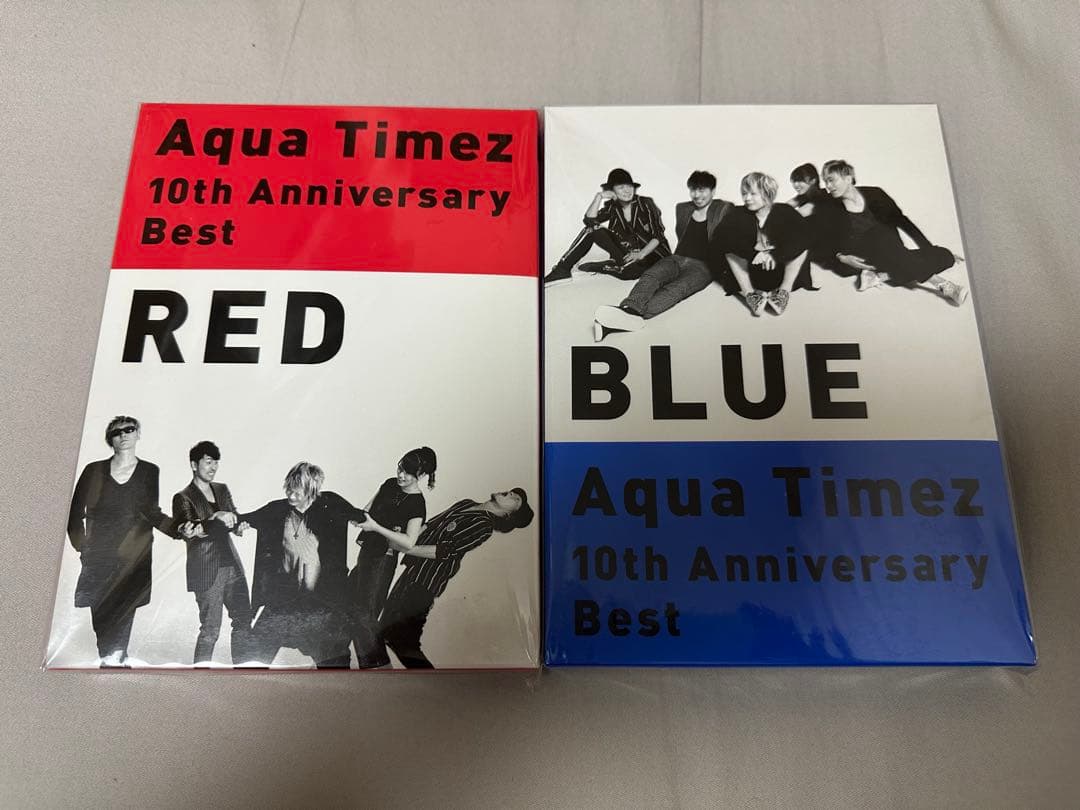 Aqua Timez
10th Anniversary
Best
RED
BLUE
Aqua Timez
10th Anniversary
Best